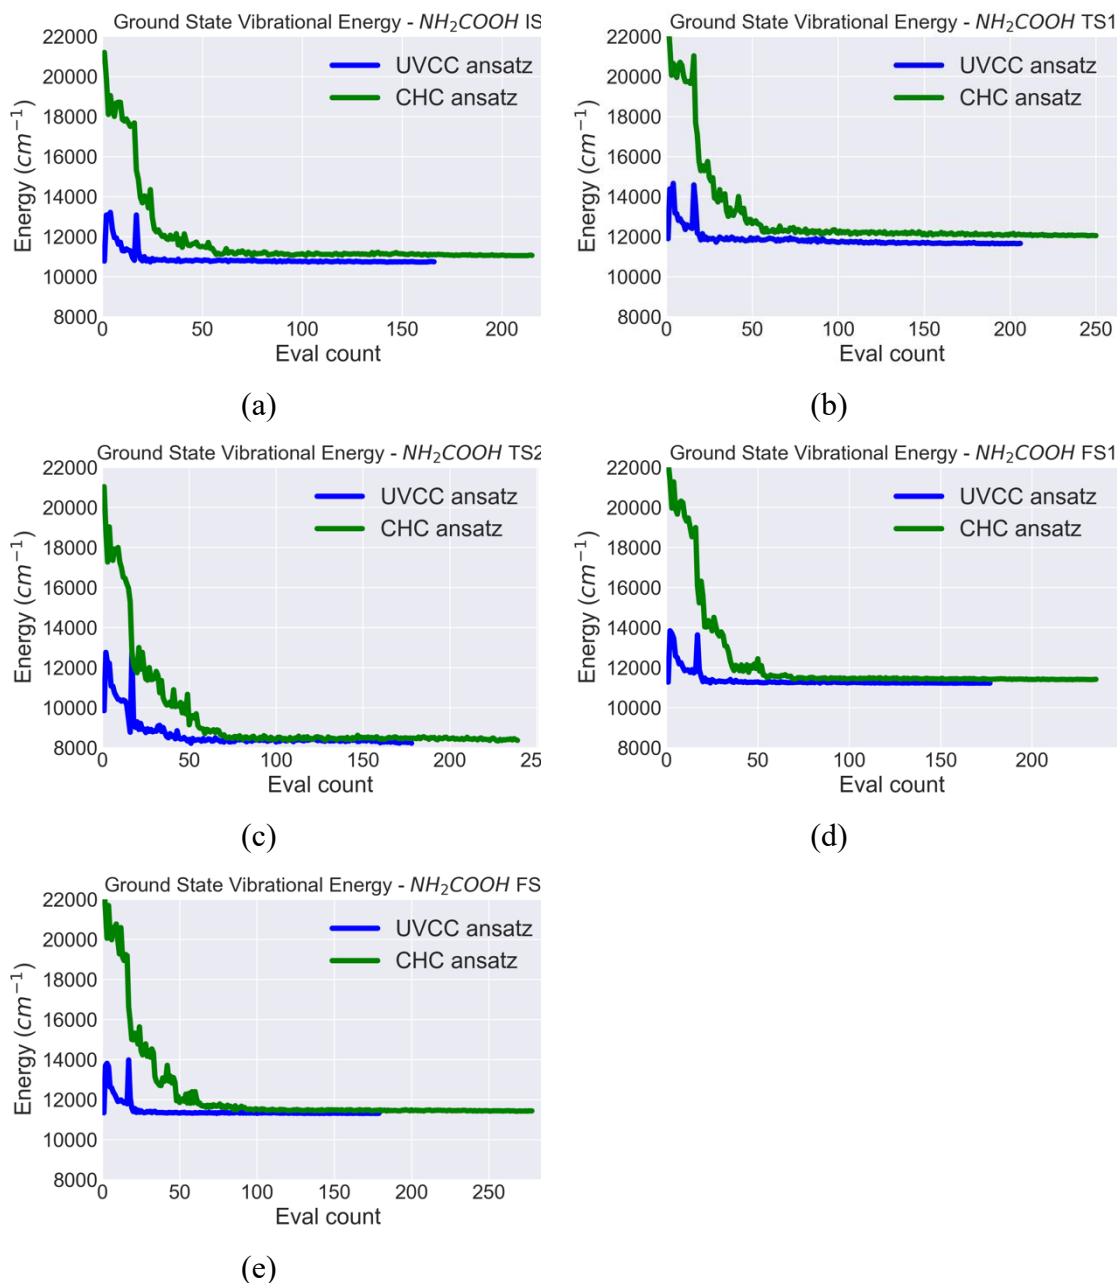 Ground State Vibrational Energy - NH₂COOH IS
22000
20000
18000
16000
14000
12000
10000
8000
Energy (cm⁻¹)
UVCC ansatz
CHC ansatz
0 50 100 150 200
Eval count
(a)
Ground State Vibrational Energy - NH₂COOH TS1
22000
20000
18000
16000
14000
12000
10000
8000
Energy (cm⁻¹)
UVCC ansatz
CHC ansatz
0 50 100 150 200 250
Eval count
(b)
Ground State Vibrational Energy - NH₂COOH TS2
22000
20000
18000
16000
14000
12000
10000
8000
Energy (cm⁻¹)
UVCC ansatz
CHC ansatz
0 50 100 150 200 25
Eval count
(c)
Ground State Vibrational Energy - NH₂COOH FS1
22000
20000
18000
16000
14000
12000
10000
8000
Energy (cm⁻¹)
UVCC ansatz
CHC ansatz
0 50 100 150 200
Eval count
(d)
Ground State Vibrational Energy - NH₂COOH FS
22000
20000
18000
16000
14000
12000
10000
8000
Energy (cm⁻¹)
UVCC ansatz
CHC ansatz
0 50 100 150 200 250
Eval count
(e)